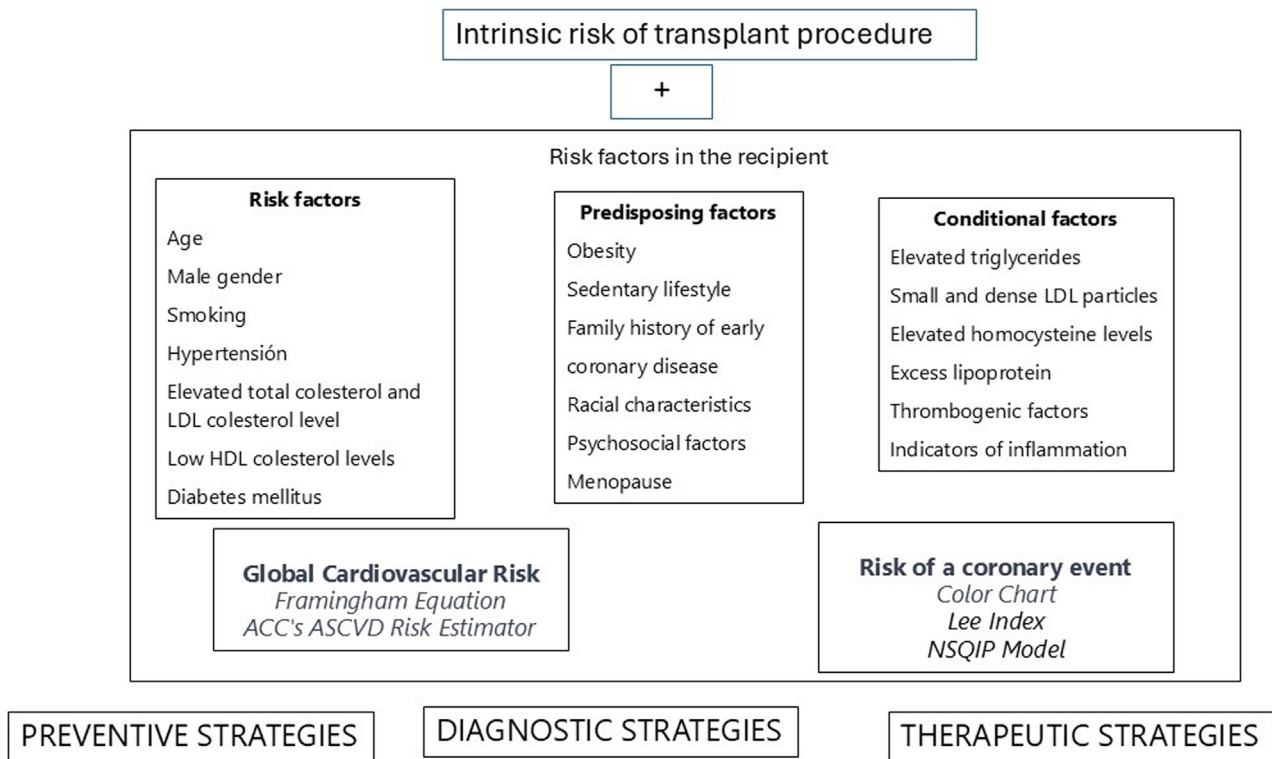 Intrinsic risk of transplant procedure
+
Risk factors in the recipient
Risk factors
Age
Male gender
Smoking
Hypertensión
Elevated total colesterol and
LDL colesterol level
Low HDL colesterol levels
Diabetes mellitus
Predisposing factors
Obesity
Sedentary lifestyle
Family history of early
coronary disease
Racial characteristics
Psychosocial factors
Menopause
Conditional factors
Elevated triglycerides
Small and dense LDL particles
Elevated homocysteine levels
Excess lipoprotein
Thrombogenic factors
Indicators of inflammation
Global Cardiovascular Risk
Framingham Equation
ACC's ASCVD Risk Estimator
Risk of a coronary event
Color Chart
Lee Index
NSQIP Model
PREVENTIVE STRATEGIES
DIAGNOSTIC STRATEGIES
THERAPEUTIC STRATEGIES